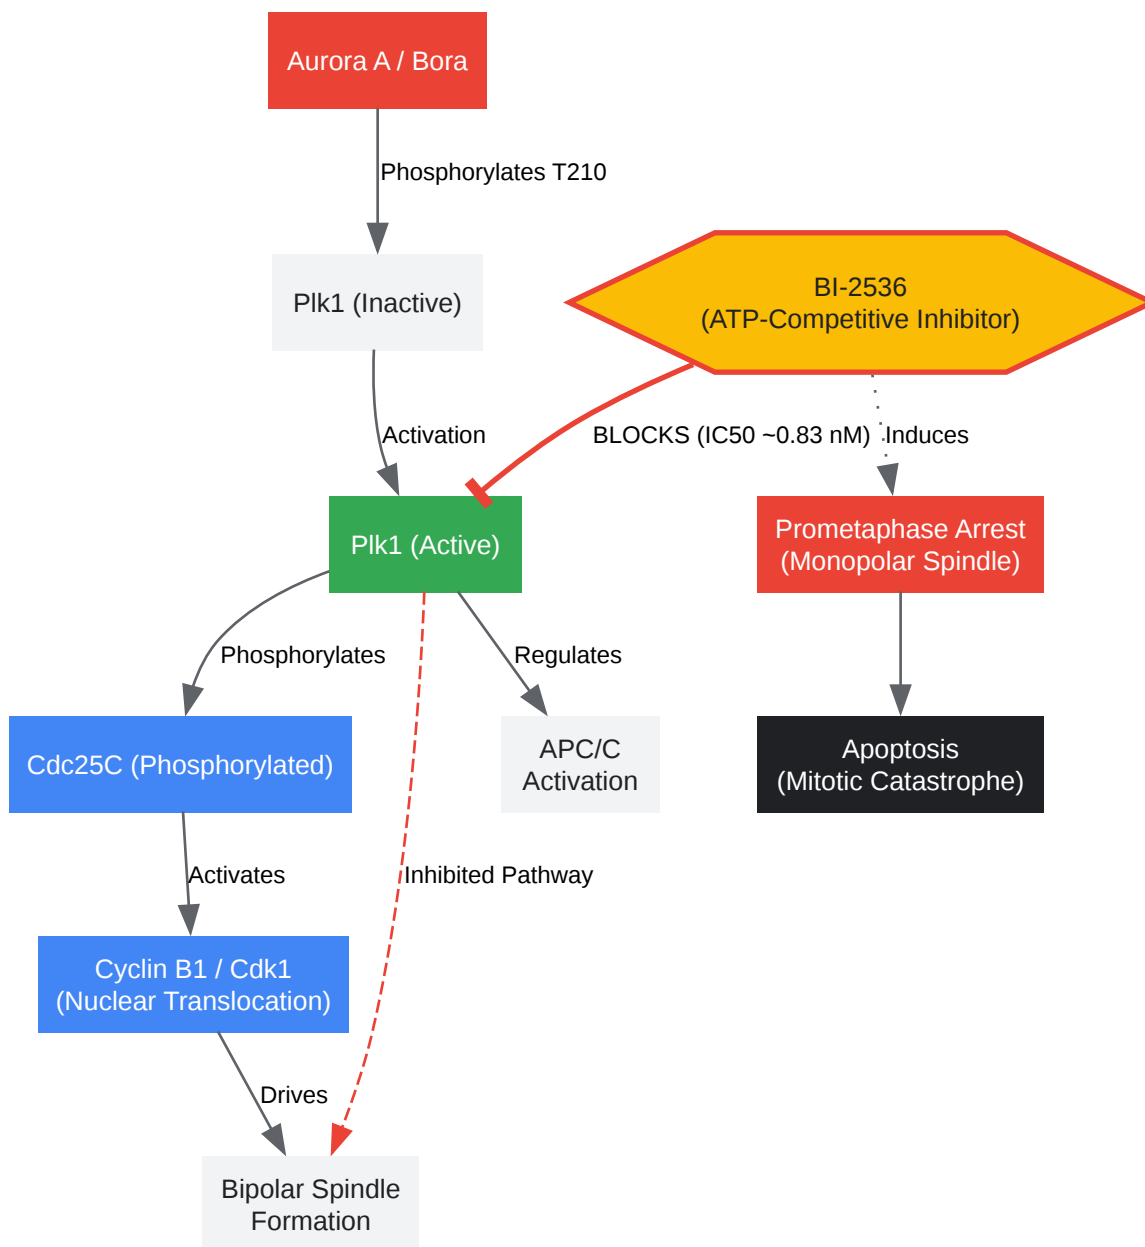 Aurora A / Bora
Phosphorylates T210
Plk1 (Inactive)
BI-2536
(ATP-Competitive Inhibitor)
Activation
BLOCKS (IC50 ~0.83 nM)
Induces
Plk1 (Active)
Prometaphase Arrest
(Monopolar Spindle)
Phosphorylates
Regulates
Cdc25C (Phosphorylated)
APC/C
Activation
Apoptosis
(Mitotic Catastrophe)
Activates
Inhibited Pathway
Cyclin B1 / Cdk1
(Nuclear Translocation)
Drives
Bipolar Spindle
Formation